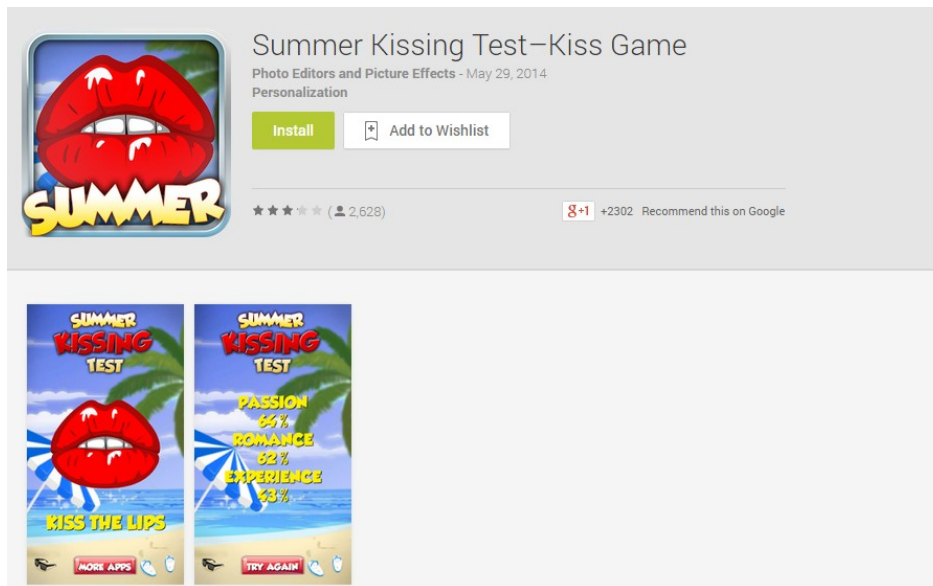 Summer Kissing Test–Kiss Game
Photo Editors and Picture Effects - May 29, 2014
Personalization
Install
Add to Wishlist
SUMMER
(2,628)
g+1 +2302 Recommend this on Google
SUMMER
KISSING
TEST
KISS THE LIPS
MORE APPS
SUMMER
KISSING
TEST
PASSION
64%
ROMANCE
62%
EXPERIENCE
43%
TRY AGAIN